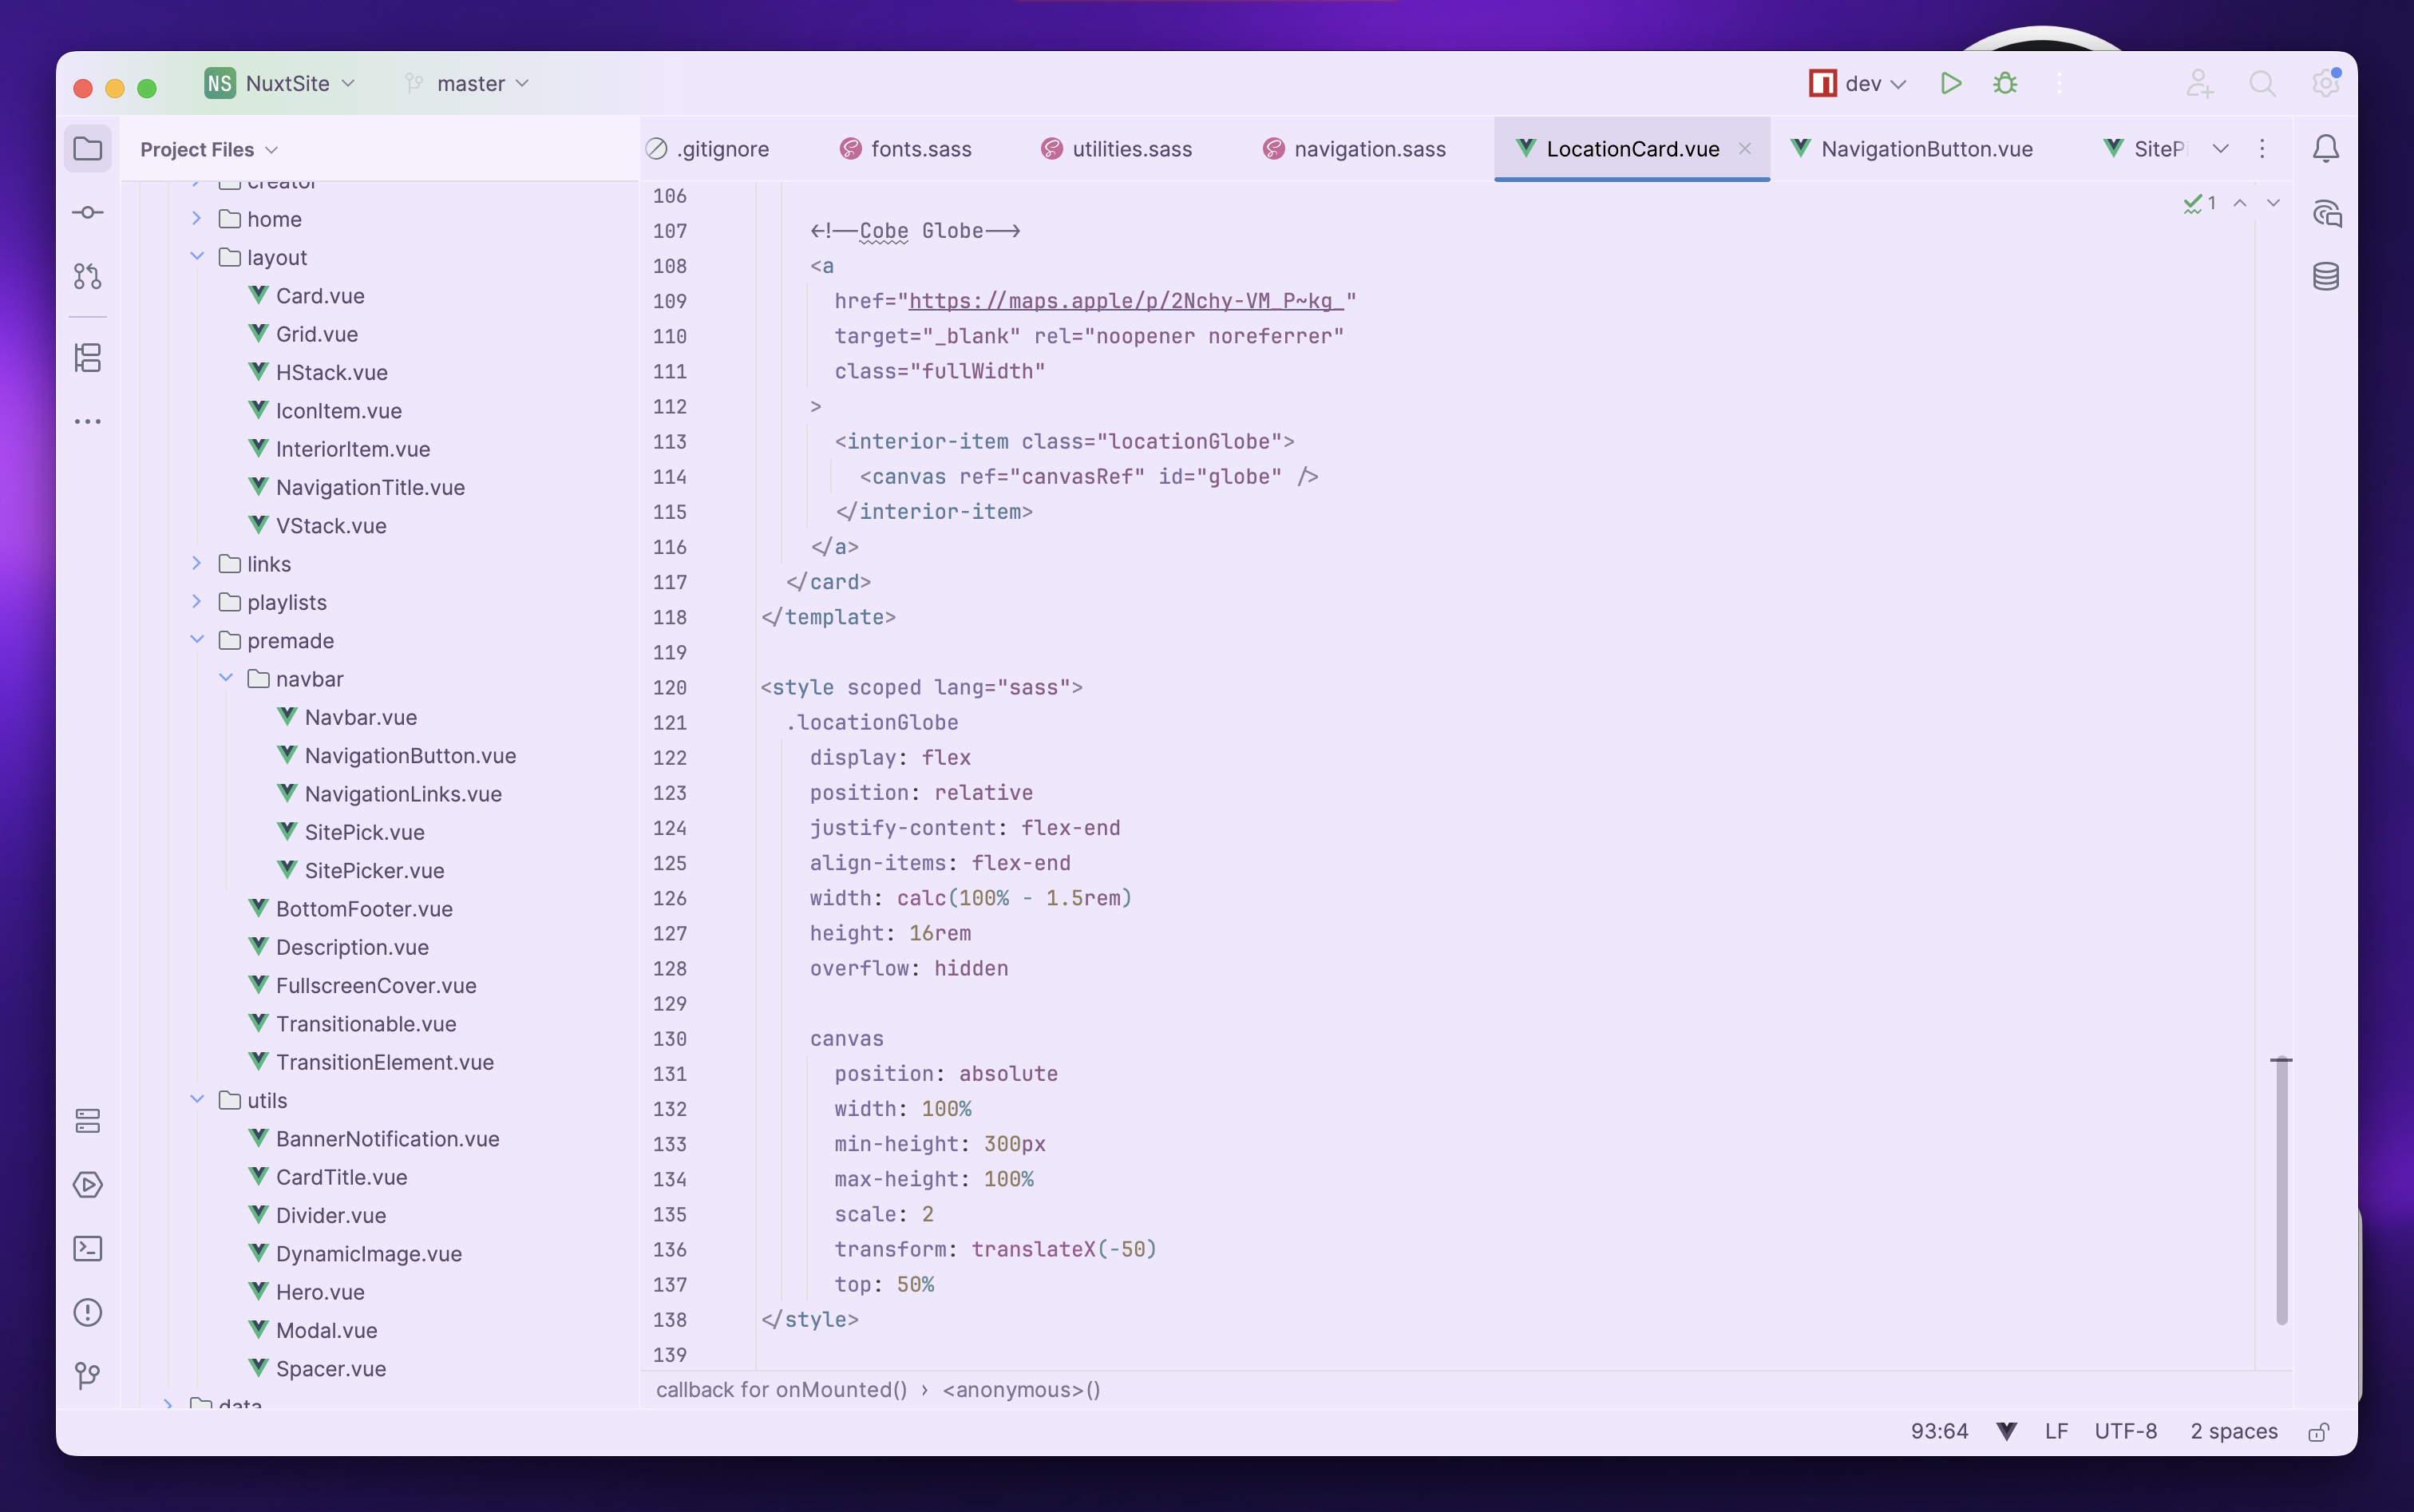 NS NuxtSite
master
dev
Project Files
.gitignore
fonts.sass
utilities.sass
navigation.sass
LocationCard.vue
NavigationButton.vue
SitePi
creator
home
layout
Card.vue
Grid.vue
HStack.vue
IconItem.vue
InteriorItem.vue
NavigationTitle.vue
VStack.vue
links
playlists
premade
navbar
Navbar.vue
NavigationButton.vue
NavigationLinks.vue
SitePick.vue
SitePicker.vue
BottomFooter.vue
Description.vue
FullscreenCover.vue
Transitionable.vue
TransitionElement.vue
utils
BannerNotification.vue
CardTitle.vue
Divider.vue
DynamicImage.vue
Hero.vue
Modal.vue
Spacer.vue
data
1
106
107 <!--Cobe Globe-->
108 <a
109 href="https://maps.apple/p/2Nchy-VM_P~kg_"
110 target="_blank" rel="noopener noreferrer"
111 class="fullWidth"
112 >
113 <interior-item class="locationGlobe">
114 <canvas ref="canvasRef" id="globe" />
115 </interior-item>
116 </a>
117 </card>
118 </template>
119
120 <style scoped lang="sass">
121 .locationGlobe
122 display: flex
123 position: relative
124 justify-content: flex-end
125 align-items: flex-end
126 width: calc(100% - 1.5rem)
127 height: 16rem
128 overflow: hidden
129
130 canvas
131 position: absolute
132 width: 100%
133 min-height: 300px
134 max-height: 100%
135 scale: 2
136 transform: translateX(-50)
137 top: 50%
138 </style>
139
callback for onMounted() › <anonymous>()
93:64 LF UTF-8 2 spaces